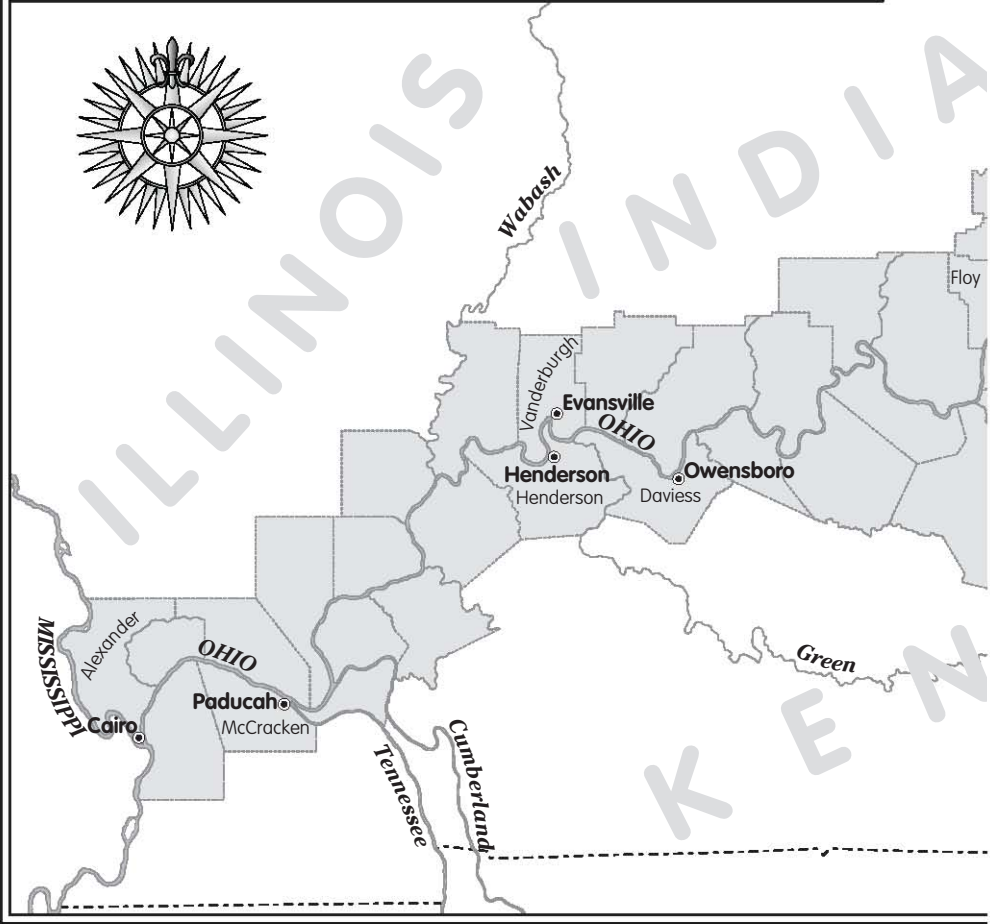 ILLINOIS
INDIA
Wabash
Floy
Vanderburgh
Evansville
OHIO
Henderson
Henderson
Owensboro
Daviess
MISSISSIPPI
Alexander
OHIO
Green
Paducah
McCracken
Cairo
Tennessee
Cumberland
KEN